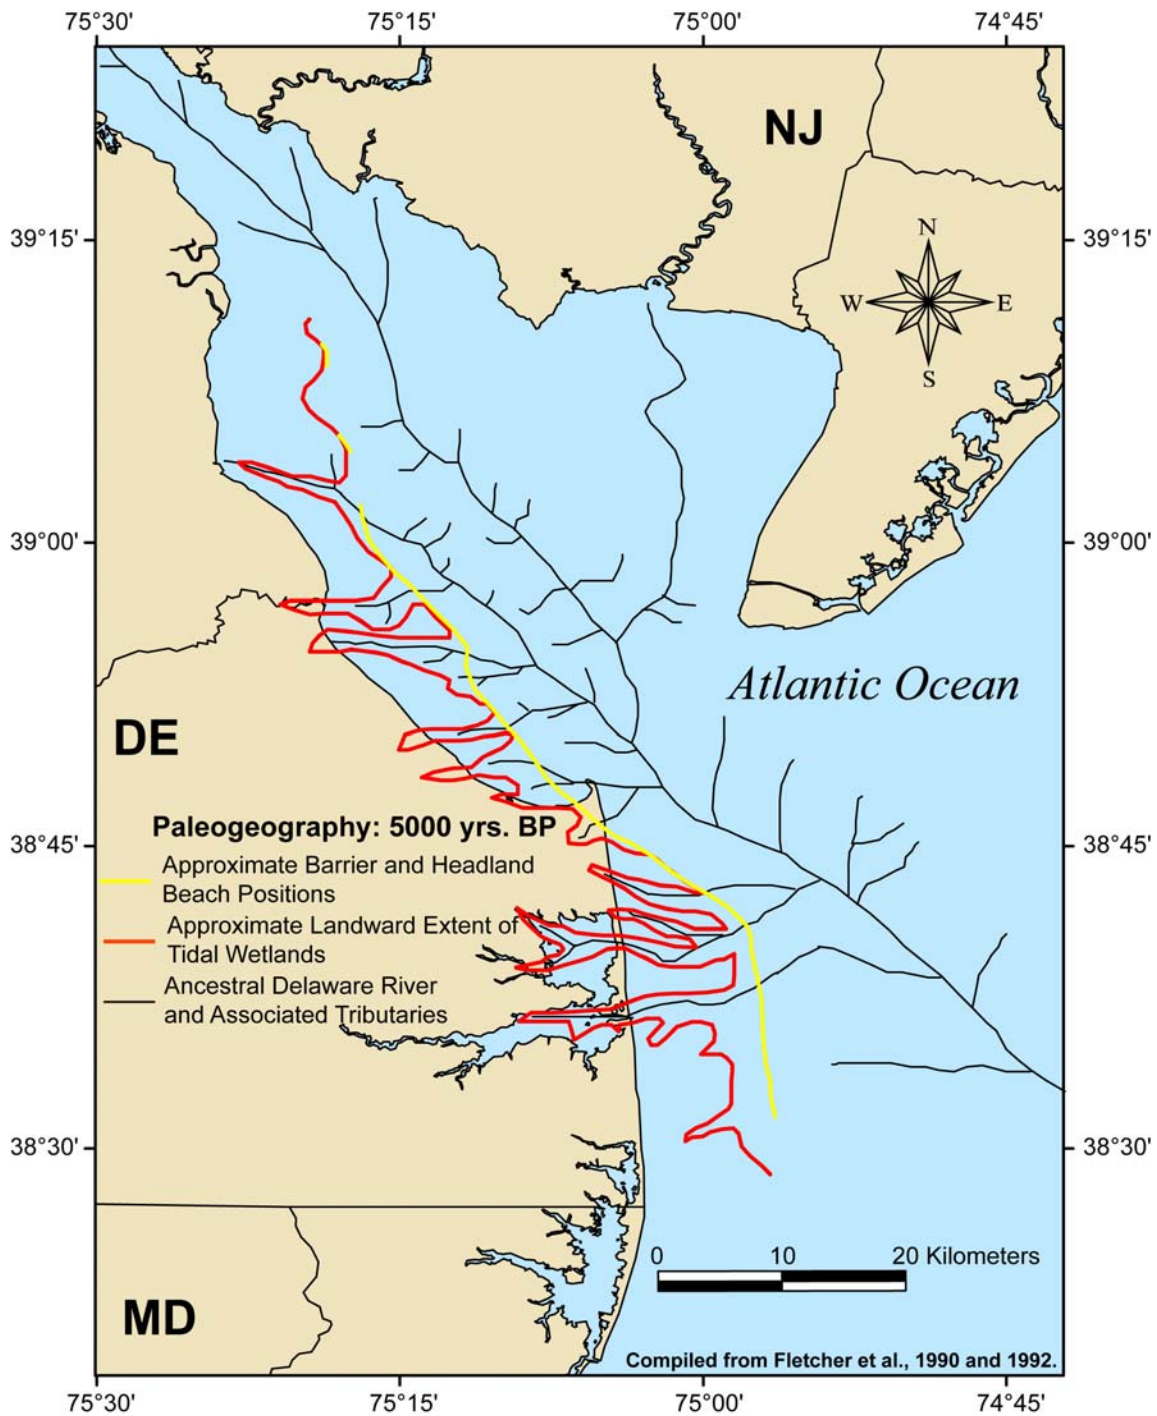 75°30' 75°15' 75°00' 74°45'
NJ
39°15' 39°15'
N
W E
S
39°00' 39°00'
Atlantic Ocean
DE
Paleogeography: 5000 yrs. BP
38°45' 38°45'
Approximate Barrier and Headland
Beach Positions
Approximate Landward Extent of
Tidal Wetlands
Ancestral Delaware River
and Associated Tributaries
38°30' 38°30'
0 10 20 Kilometers
MD
Compiled from Fletcher et al., 1990 and 1992.
75°30' 75°15' 75°00' 74°45'